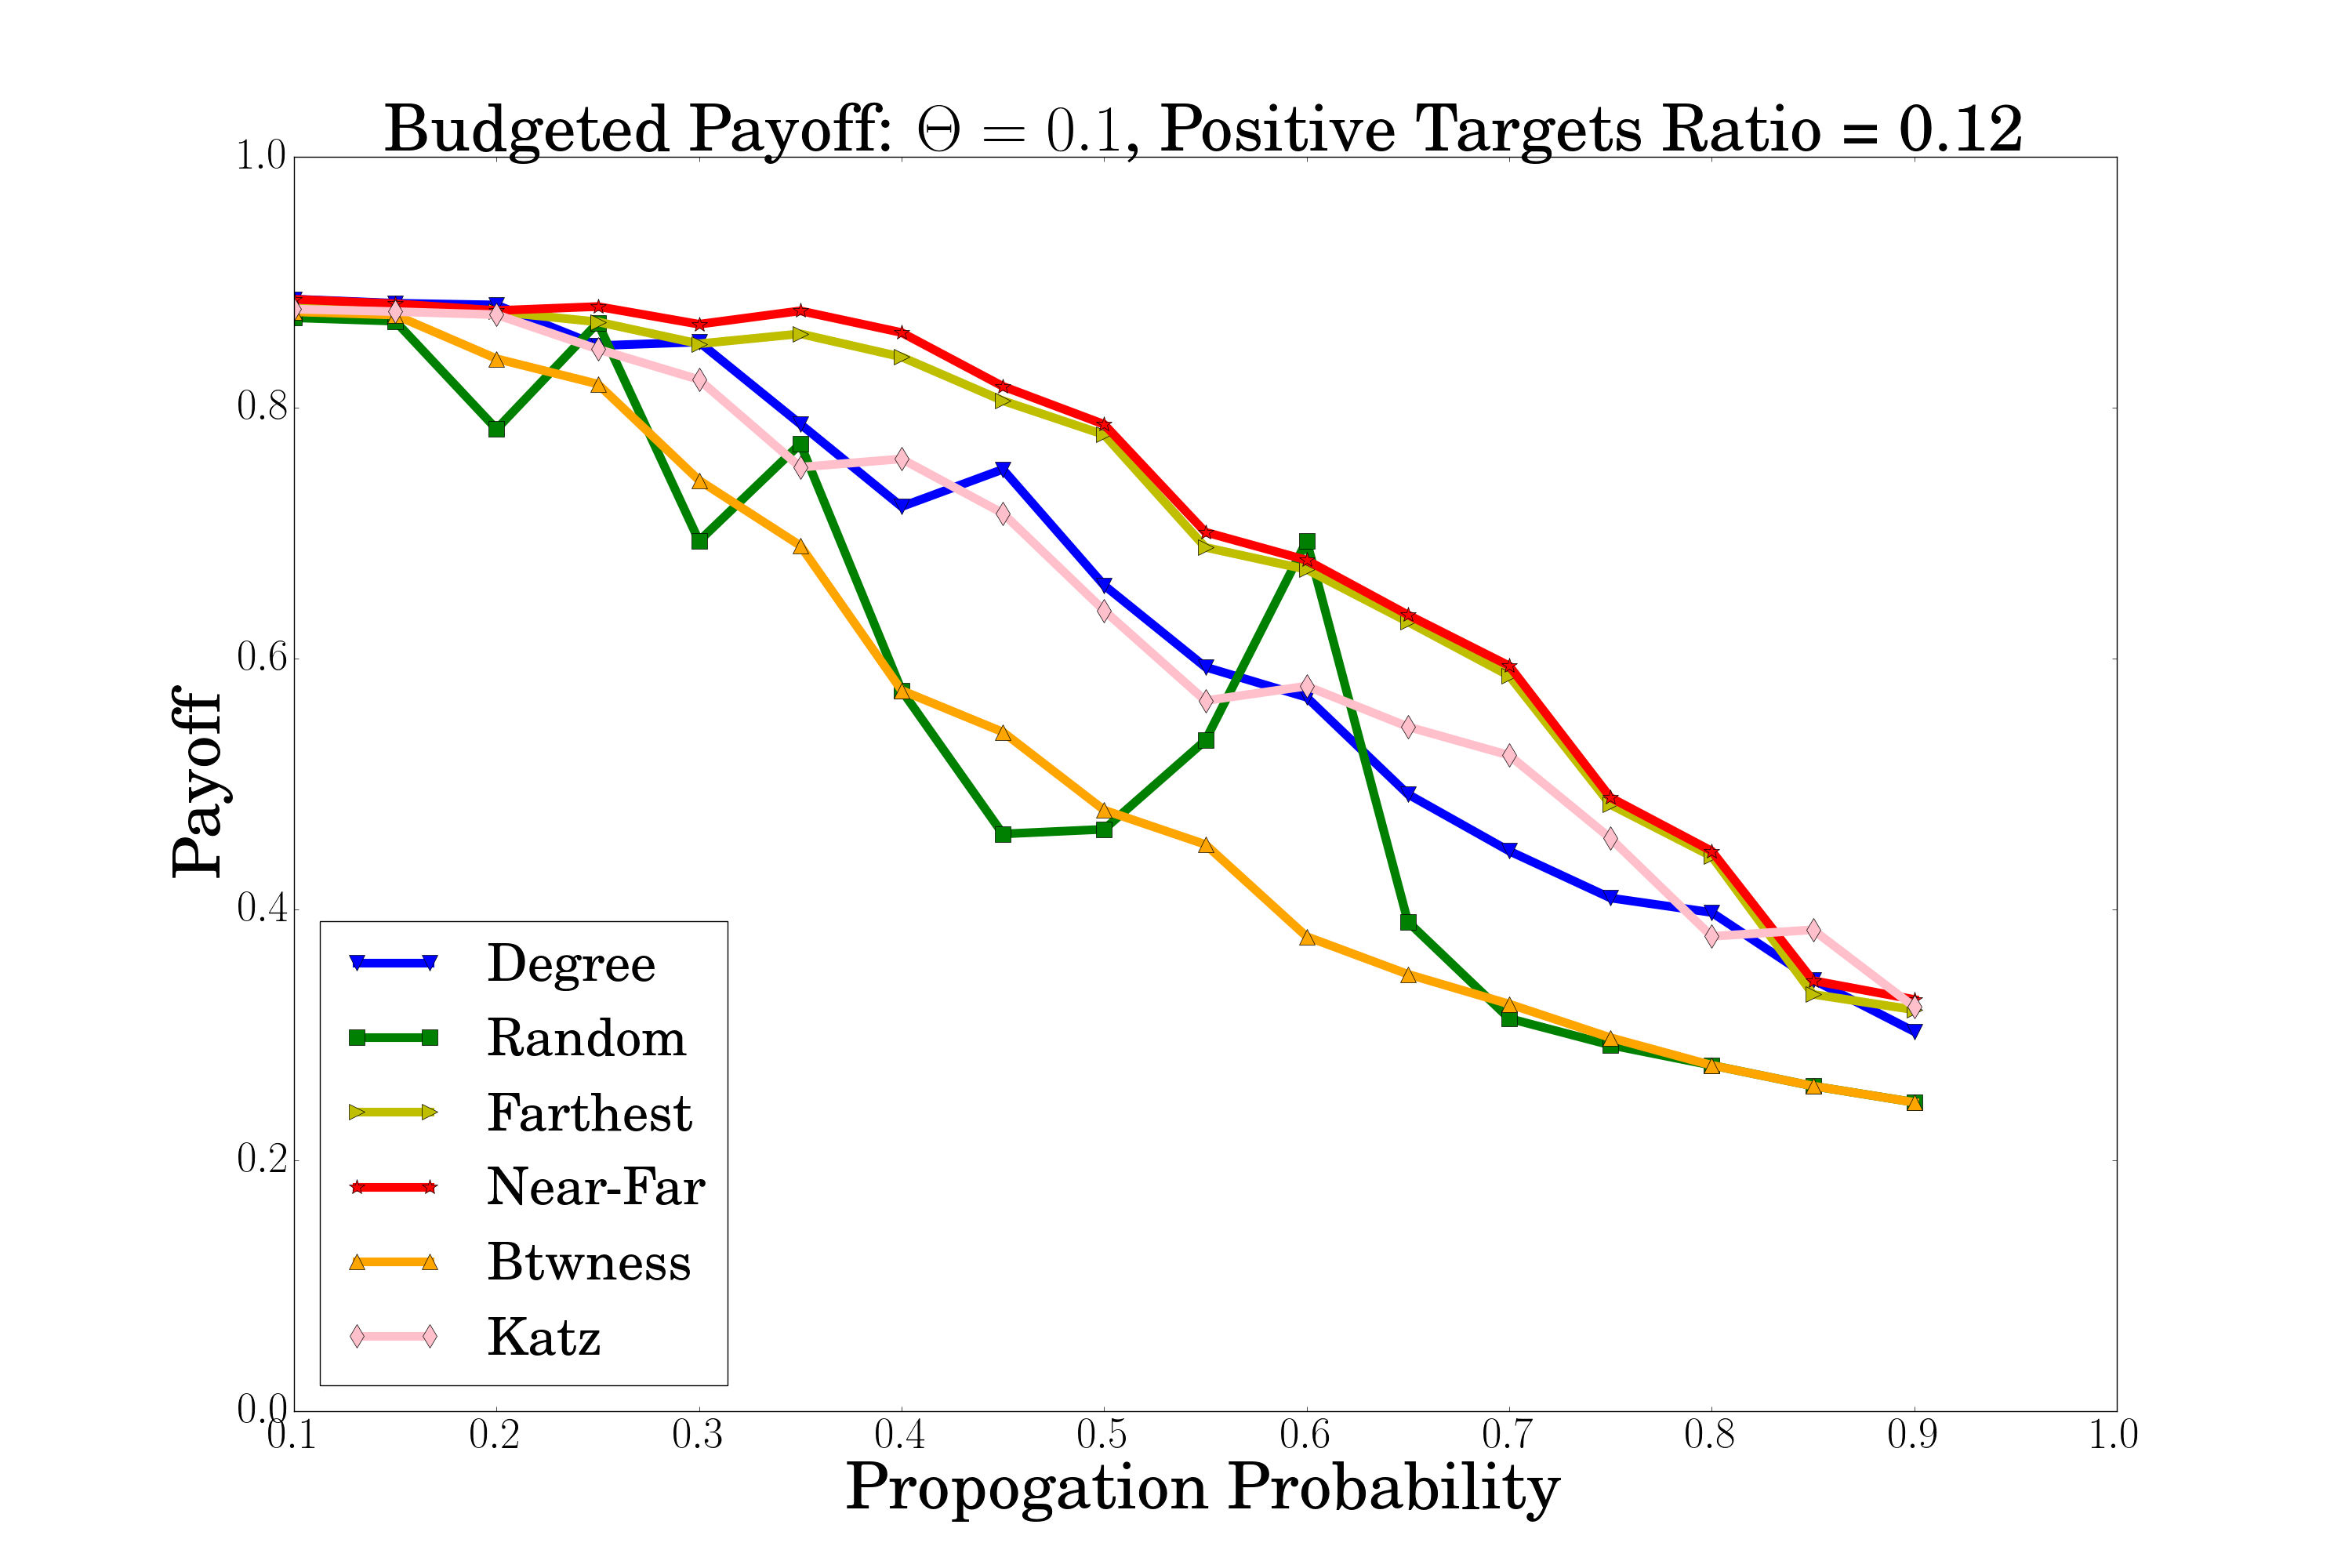 Budgeted Payoff: Θ = 0.1, Positive Targets Ratio = 0.12
1.0
0.8
0.6
0.4
0.2
0.0
Payoff
Degree
Random
Farthest
Near-Far
Btwness
Katz
0.1 0.2 0.3 0.4 0.5 0.6 0.7 0.8 0.9 1.0
Propogation Probability